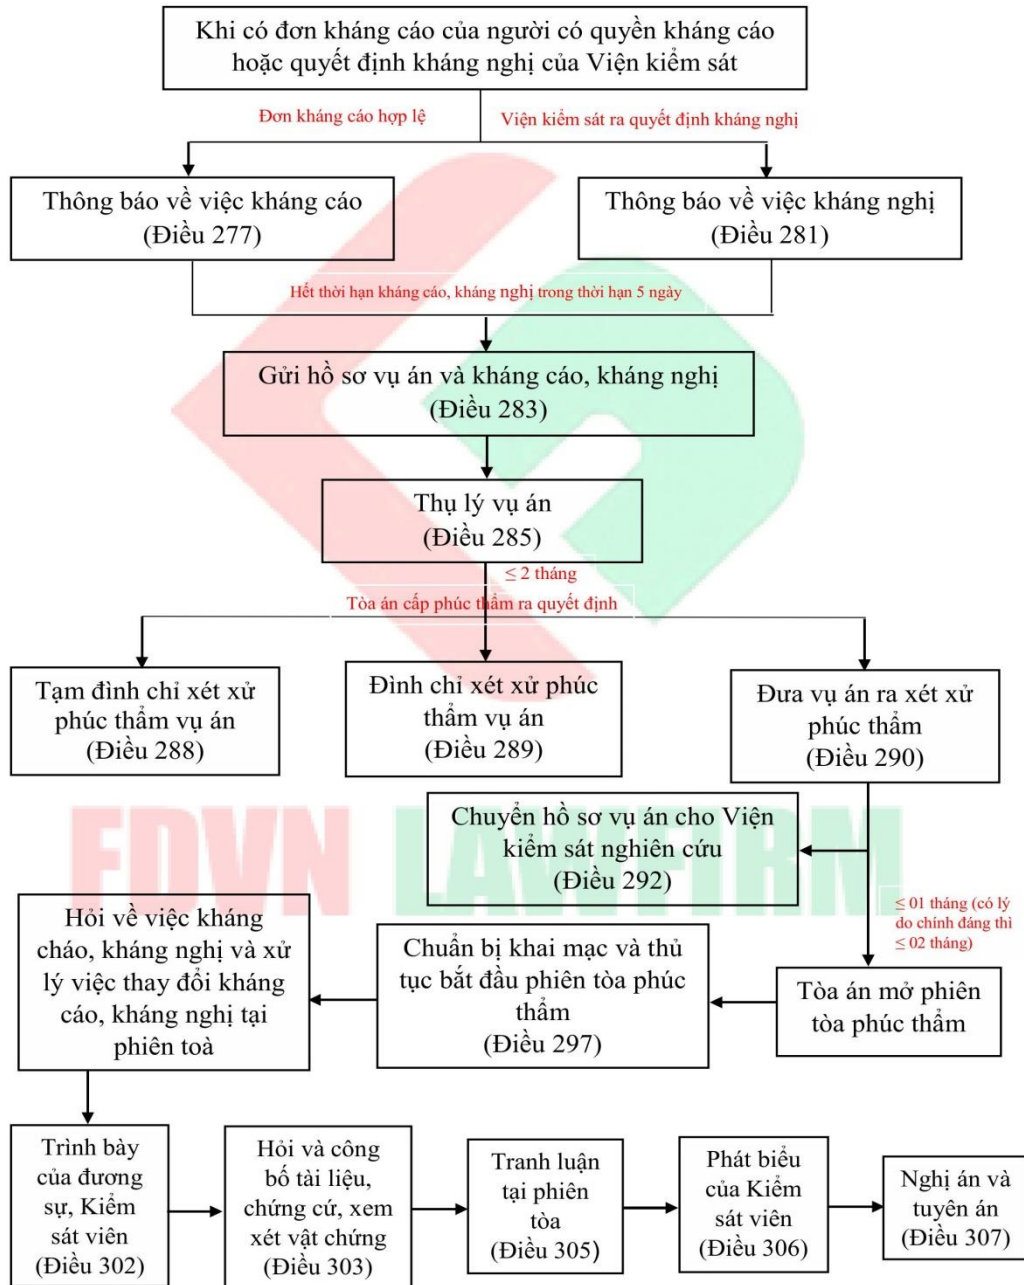 Khi có đơn kháng cáo của người có quyền kháng cáo
hoặc quyết định kháng nghị của Viện kiểm sát
Đơn kháng cáo hợp lệ
Viện kiểm sát ra quyết định kháng nghị
Thông báo về việc kháng cáo
(Điều 277)
Thông báo về việc kháng nghị
(Điều 281)
Hết thời hạn kháng cáo, kháng nghị trong thời hạn 5 ngày
Gửi hồ sơ vụ án và kháng cáo, kháng nghị
(Điều 283)
Thụ lý vụ án
(Điều 285)
≤ 2 tháng
Tòa án cấp phúc thẩm ra quyết định
Tạm đình chỉ xét xử
phúc thẩm vụ án
(Điều 288)
Đình chỉ xét xử phúc
thẩm vụ án
(Điều 289)
Đưa vụ án ra xét xử
phúc thẩm
(Điều 290)
FDVN LAWFIRM
Chuyển hồ sơ vụ án cho Viện
kiểm sát nghiên cứu
(Điều 292)
≤ 01 tháng (có lý
do chính đáng thì
≤ 02 tháng)
Tòa án mở phiên
tòa phúc thẩm
Chuẩn bị khai mạc và thủ
tục bắt đầu phiên tòa phúc
thẩm
(Điều 297)
Hỏi về việc kháng
cháo, kháng nghị và xử
lý việc thay đổi kháng
cáo, kháng nghị tại
phiên toà
Trình bày
của đương
sự, Kiểm
sát viên
(Điều 302)
Hỏi và công
bố tài liệu,
chứng cứ, xem
xét vật chứng
(Điều 303)
Tranh luận
tại phiên
tòa
(Điều 305)
Phát biểu
của Kiểm
sát viên
(Điều 306)
Nghị án và
tuyên án
(Điều 307)